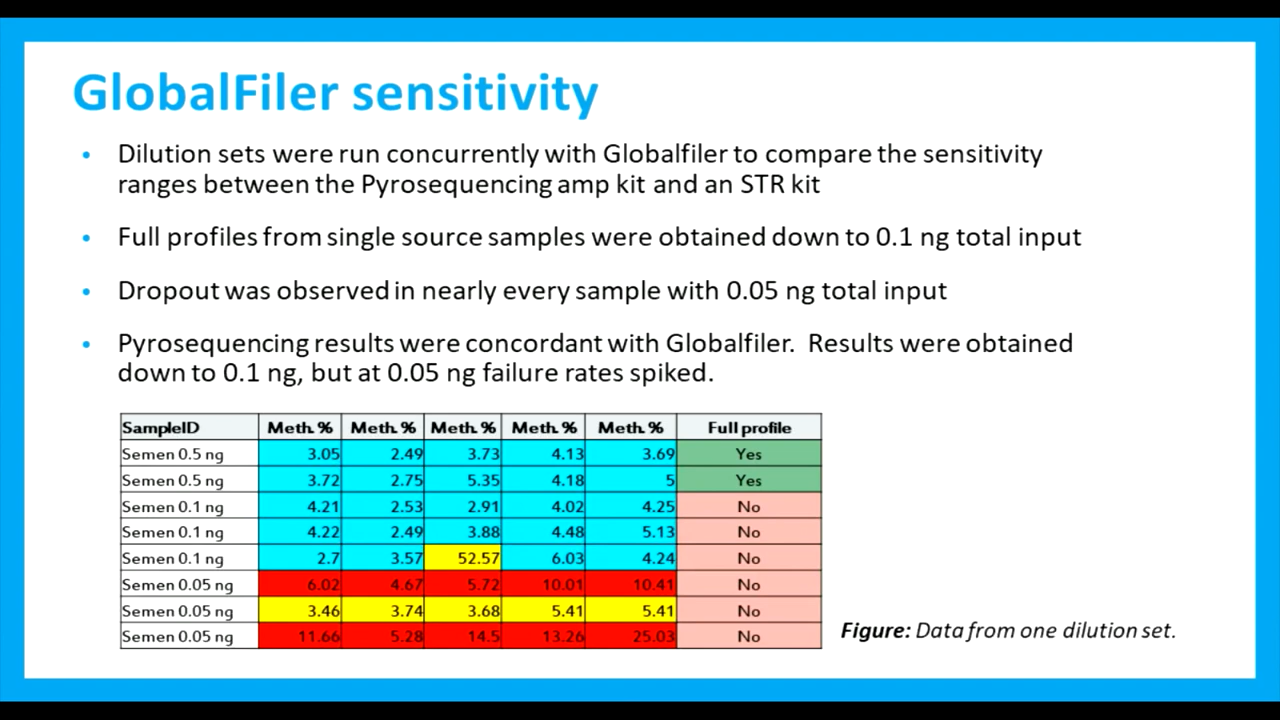 GlobalFiler sensitivity
• Dilution sets were run concurrently with Globalfiler to compare the sensitivity
ranges between the Pyrosequencing amp kit and an STR kit
• Full profiles from single source samples were obtained down to 0.1 ng total input
• Dropout was observed in nearly every sample with 0.05 ng total input
• Pyrosequencing results were concordant with Globalfiler. Results were obtained
down to 0.1 ng, but at 0.05 ng failure rates spiked.
SampleID Meth. % Meth. % Meth. % Meth. % Meth. % Full profile
Semen 0.5 ng 3.05 2.49 3.73 4.13 3.69 Yes
Semen 0.5 ng 3.72 2.75 5.35 4.18 5 Yes
Semen 0.1 ng 4.21 2.53 2.91 4.02 4.25 No
Semen 0.1 ng 4.22 2.49 3.88 4.48 5.13 No
Semen 0.1 ng 2.7 3.57 52.57 6.03 4.24 No
Semen 0.05 ng 6.02 4.67 5.72 10.01 10.41 No
Semen 0.05 ng 3.46 3.74 3.68 5.41 5.41 No
Semen 0.05 ng 11.66 5.28 14.5 13.26 25.03 No
Figure: Data from one dilution set.